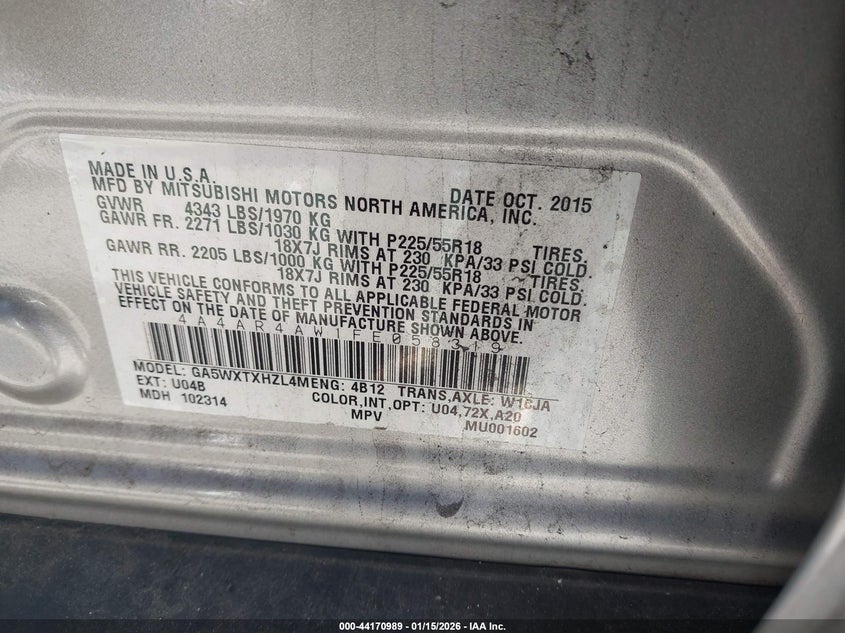 MADE IN U.S.A. DATE OCT. 2015
MFD BY MITSUBISHI MOTORS NORTH AMERICA, INC.
GVWR 4343 LBS/1970 KG
GAWR FR. 2271 LBS/1030 KG WITH P225/55R18 TIRES.
18X7J RIMS AT 230 KPA/33 PSI COLD.
GAWR RR. 2205 LBS/1000 KG WITH P225/55R18 TIRES.
18X7J RIMS AT 230 KPA/33 PSI COLD.
THIS VEHICLE CONFORMS TO ALL APPLICABLE FEDERAL MOTOR
VEHICLE SAFETY AND THEFT PREVENTION STANDARDS IN
EFFECT ON THE DATE OF MANUFACTURE SHOWN ABOVE.
4A4AR4AW1FE058319
MODEL: GA5WXTXHZL4M ENG: 4B12 TRANS,AXLE: W1CJA
EXT: U04B COLOR,INT,OPT: U04,72X,A20
MDH 102314 MPV MU001602
000-44170989 - 01/15/2026 - IAA Inc.